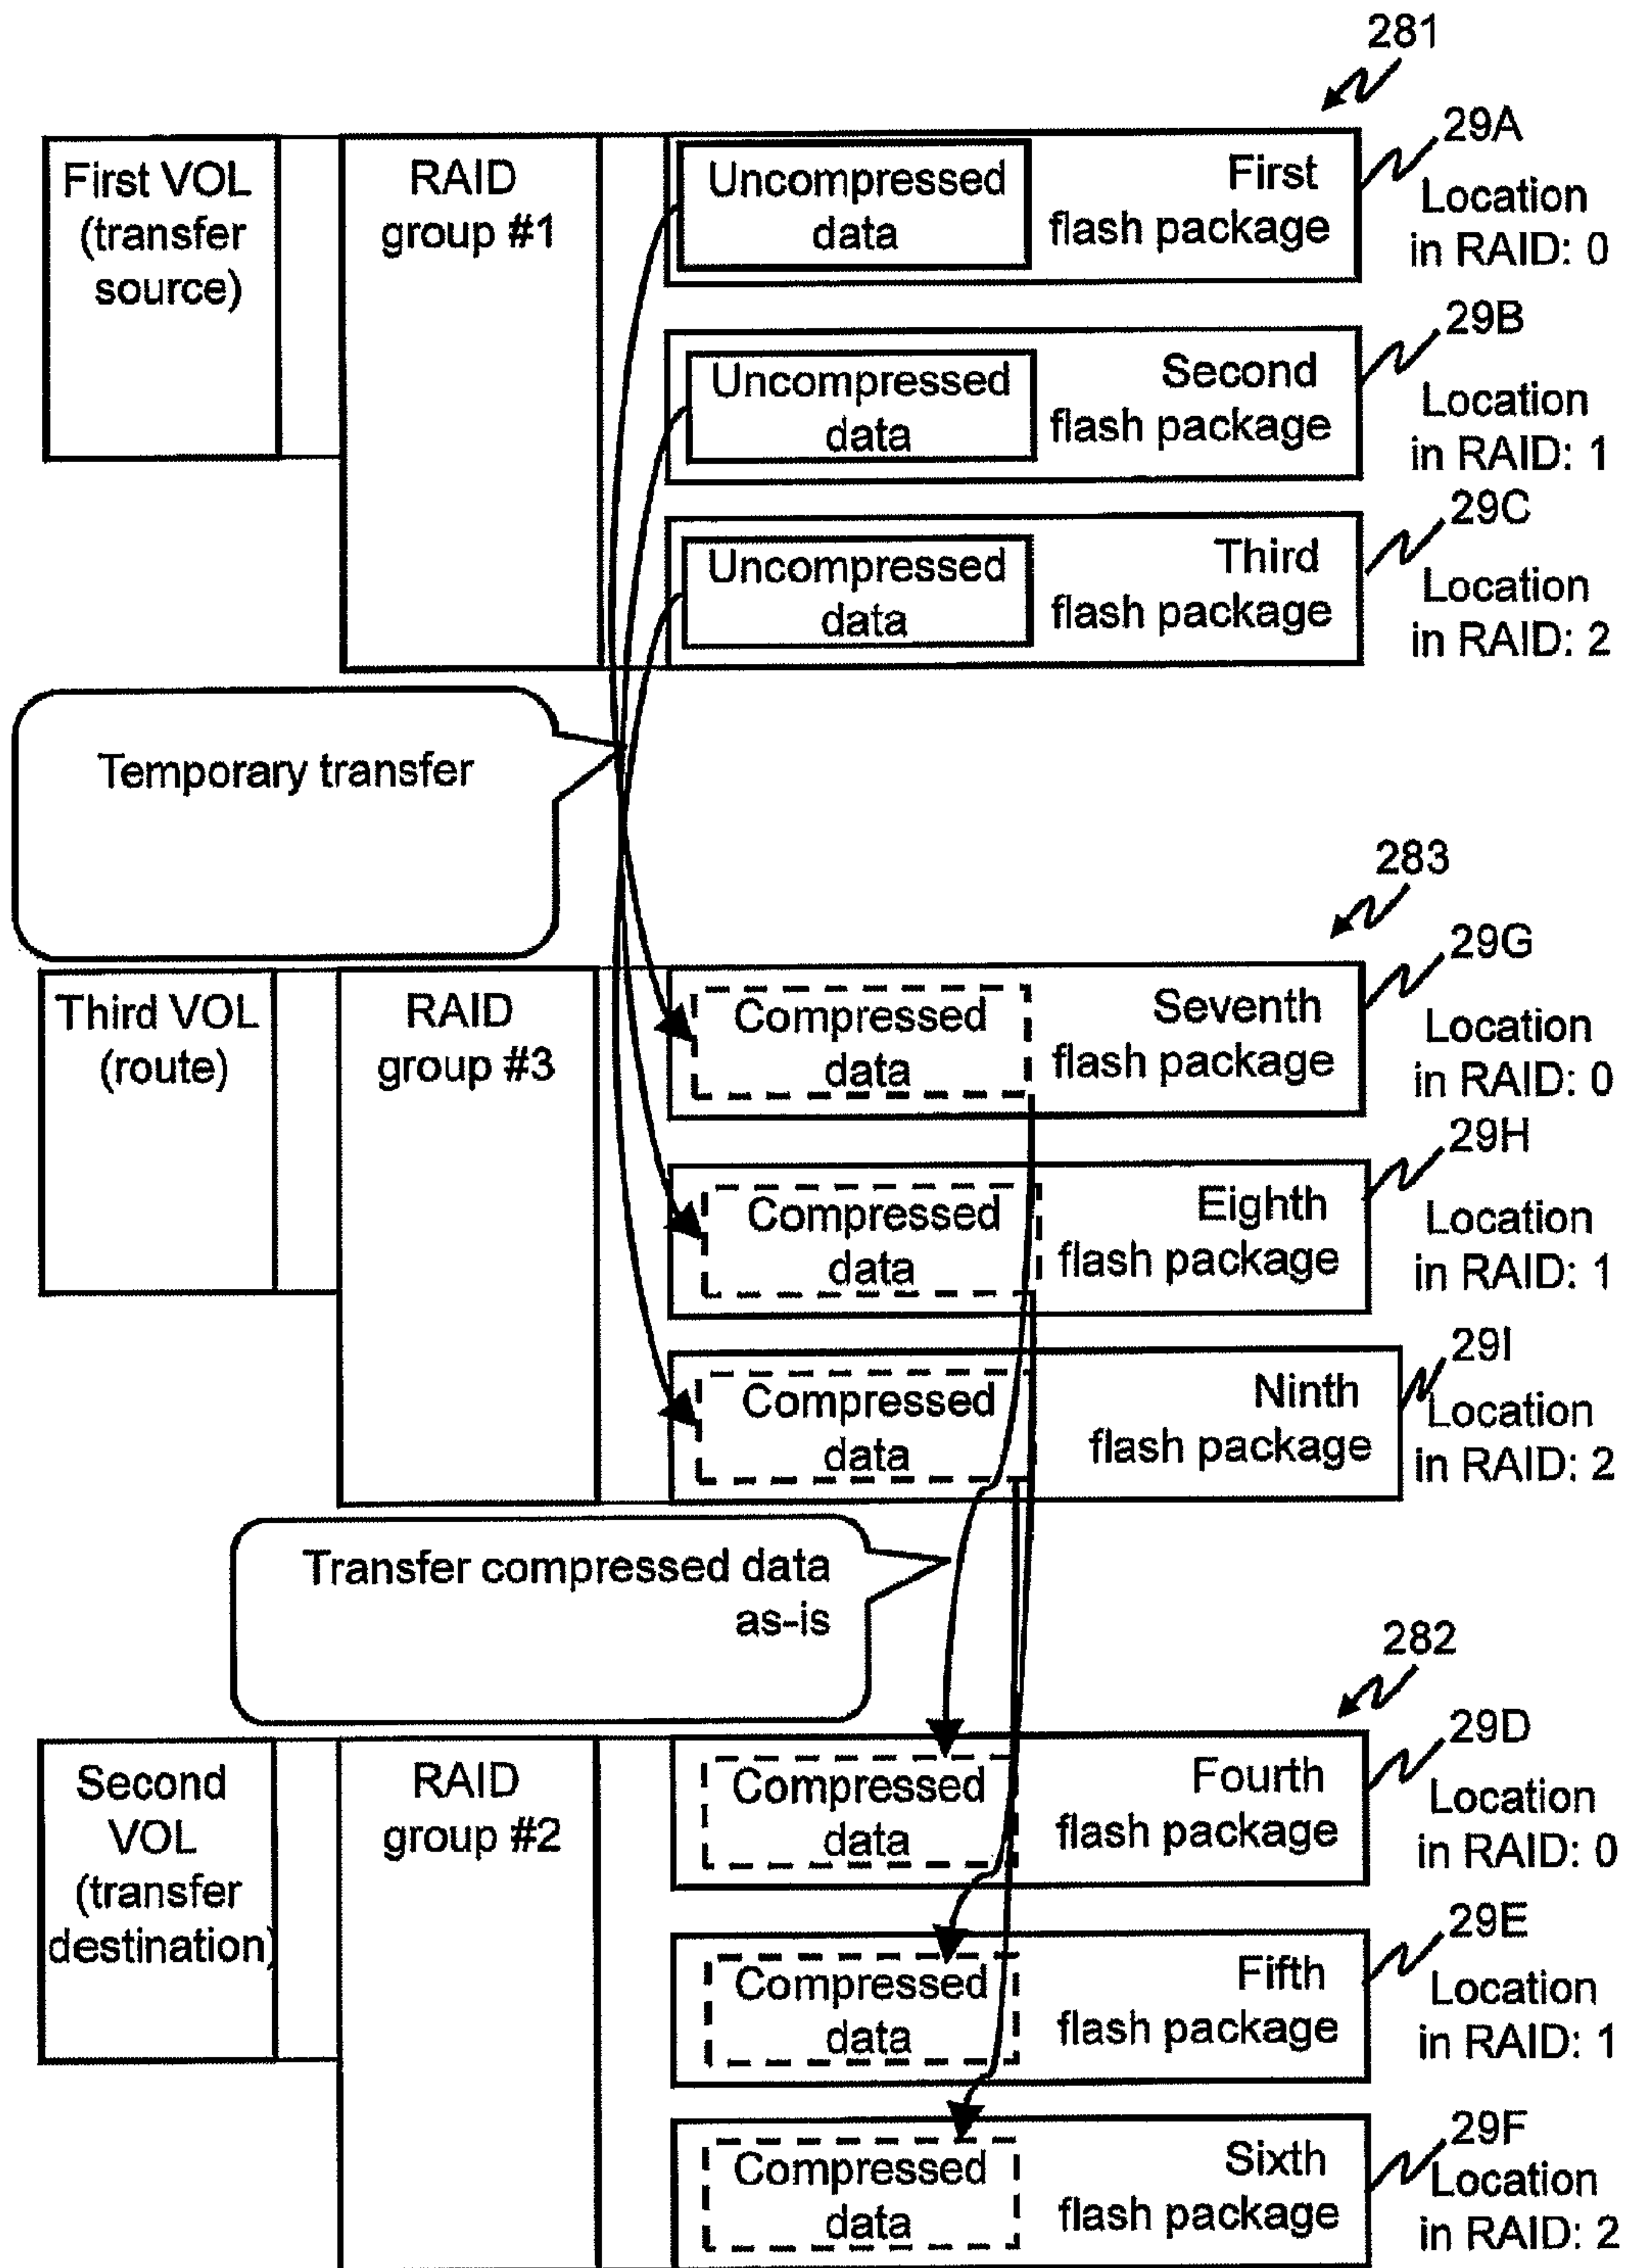 281
First VOL
(transfer
source)
RAID
group #1
Uncompressed
data
First
flash package
29A
Location
in RAID: 0
Uncompressed
data
Second
flash package
29B
Location
in RAID: 1
Uncompressed
data
Third
flash package
29C
Location
in RAID: 2
Temporary transfer
283
Third VOL
(route)
RAID
group #3
Compressed
data
Seventh
flash package
29G
Location
in RAID: 0
Compressed
data
Eighth
flash package
29H
Location
in RAID: 1
Compressed
data
Ninth
flash package
29I
Location
in RAID: 2
Transfer compressed data
as-is
282
Second
VOL
(transfer
destination)
RAID
group #2
Compressed
data
Fourth
flash package
29D
Location
in RAID: 0
Compressed
data
Fifth
flash package
29E
Location
in RAID: 1
Compressed
data
Sixth
flash package
29F
Location
in RAID: 2